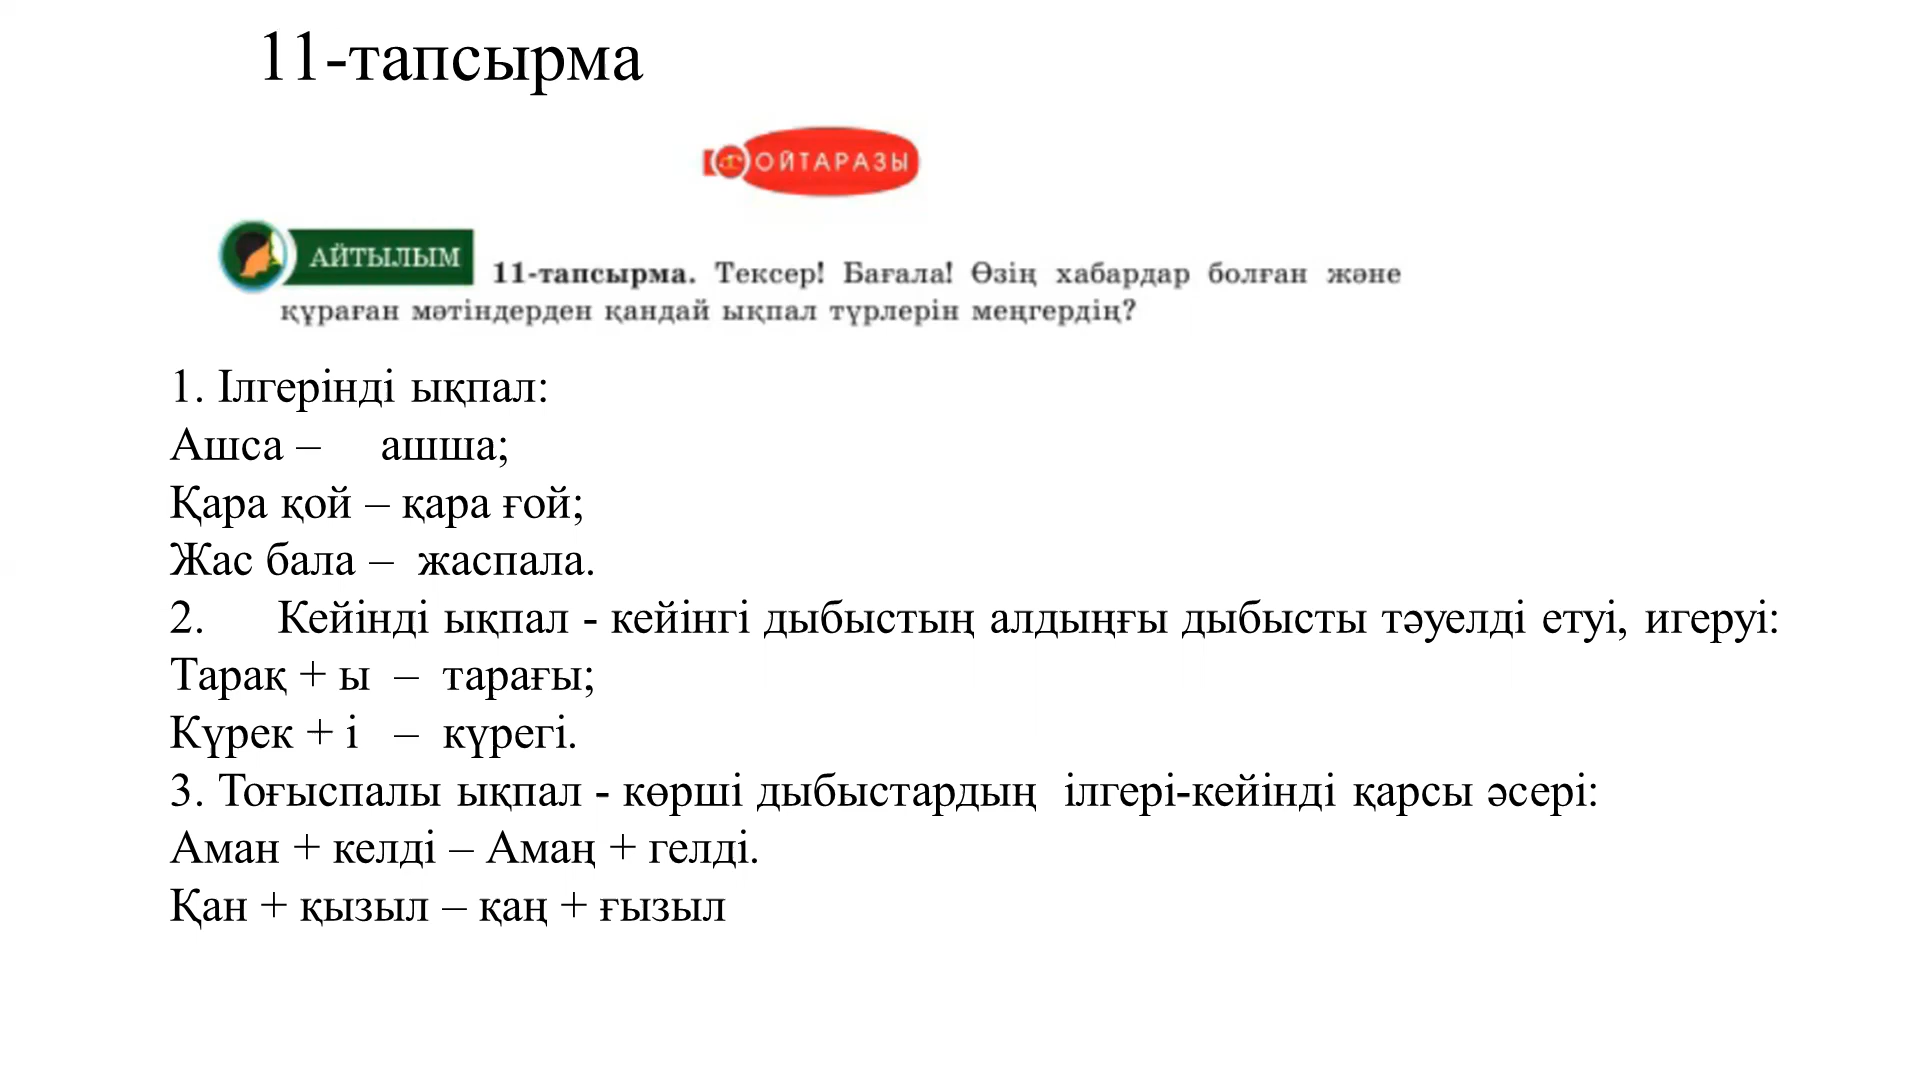 11-тапсырма
ОЙТАРАЗЫ
АЙТЫЛЫМ 11-тапсырма. Тексер! Бағала! Өзің хабардар болған және
құраған мәтіндерден қандай ықпал түрлерін меңгердің?
1. Ілгерінді ықпал:
Ашса – ашша;
Қара қой – қара ғой;
Жас бала – жаспала.
2. Кейінді ықпал - кейінгі дыбыстың алдыңғы дыбысты тәуелді етуі, игеруі:
Тарақ + ы – тарағы;
Күрек + і – күрегі.
3. Тоғыспалы ықпал - көрші дыбыстардың ілгері-кейінді қарсы әсері:
Аман + келді – Амаң + гелді.
Қан + қызыл – қаң + ғызыл